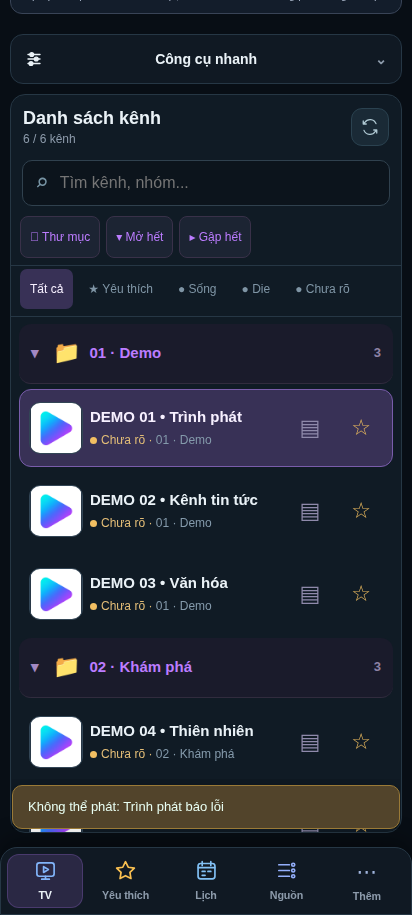 Công cụ nhanh
Danh sách kênh
6 / 6 kênh
Tìm kênh, nhóm...
Thư mục
▾ Mở hết
▸ Gập hết
Tất cả
★ Yêu thích
● Sống
● Die
● Chưa rõ
▼ 📁 01 · Demo 3
DEMO 01 • Trình phát
Chưa rõ · 01 · Demo
DEMO 02 • Kênh tin tức
Chưa rõ · 01 · Demo
DEMO 03 • Văn hóa
Chưa rõ · 01 · Demo
▼ 📁 02 · Khám phá 3
DEMO 04 • Thiên nhiên
Chưa rõ · 02 · Khám phá
Không thể phát: Trình phát báo lỗi
TV
Yêu thích
Lịch
Nguồn
Thêm